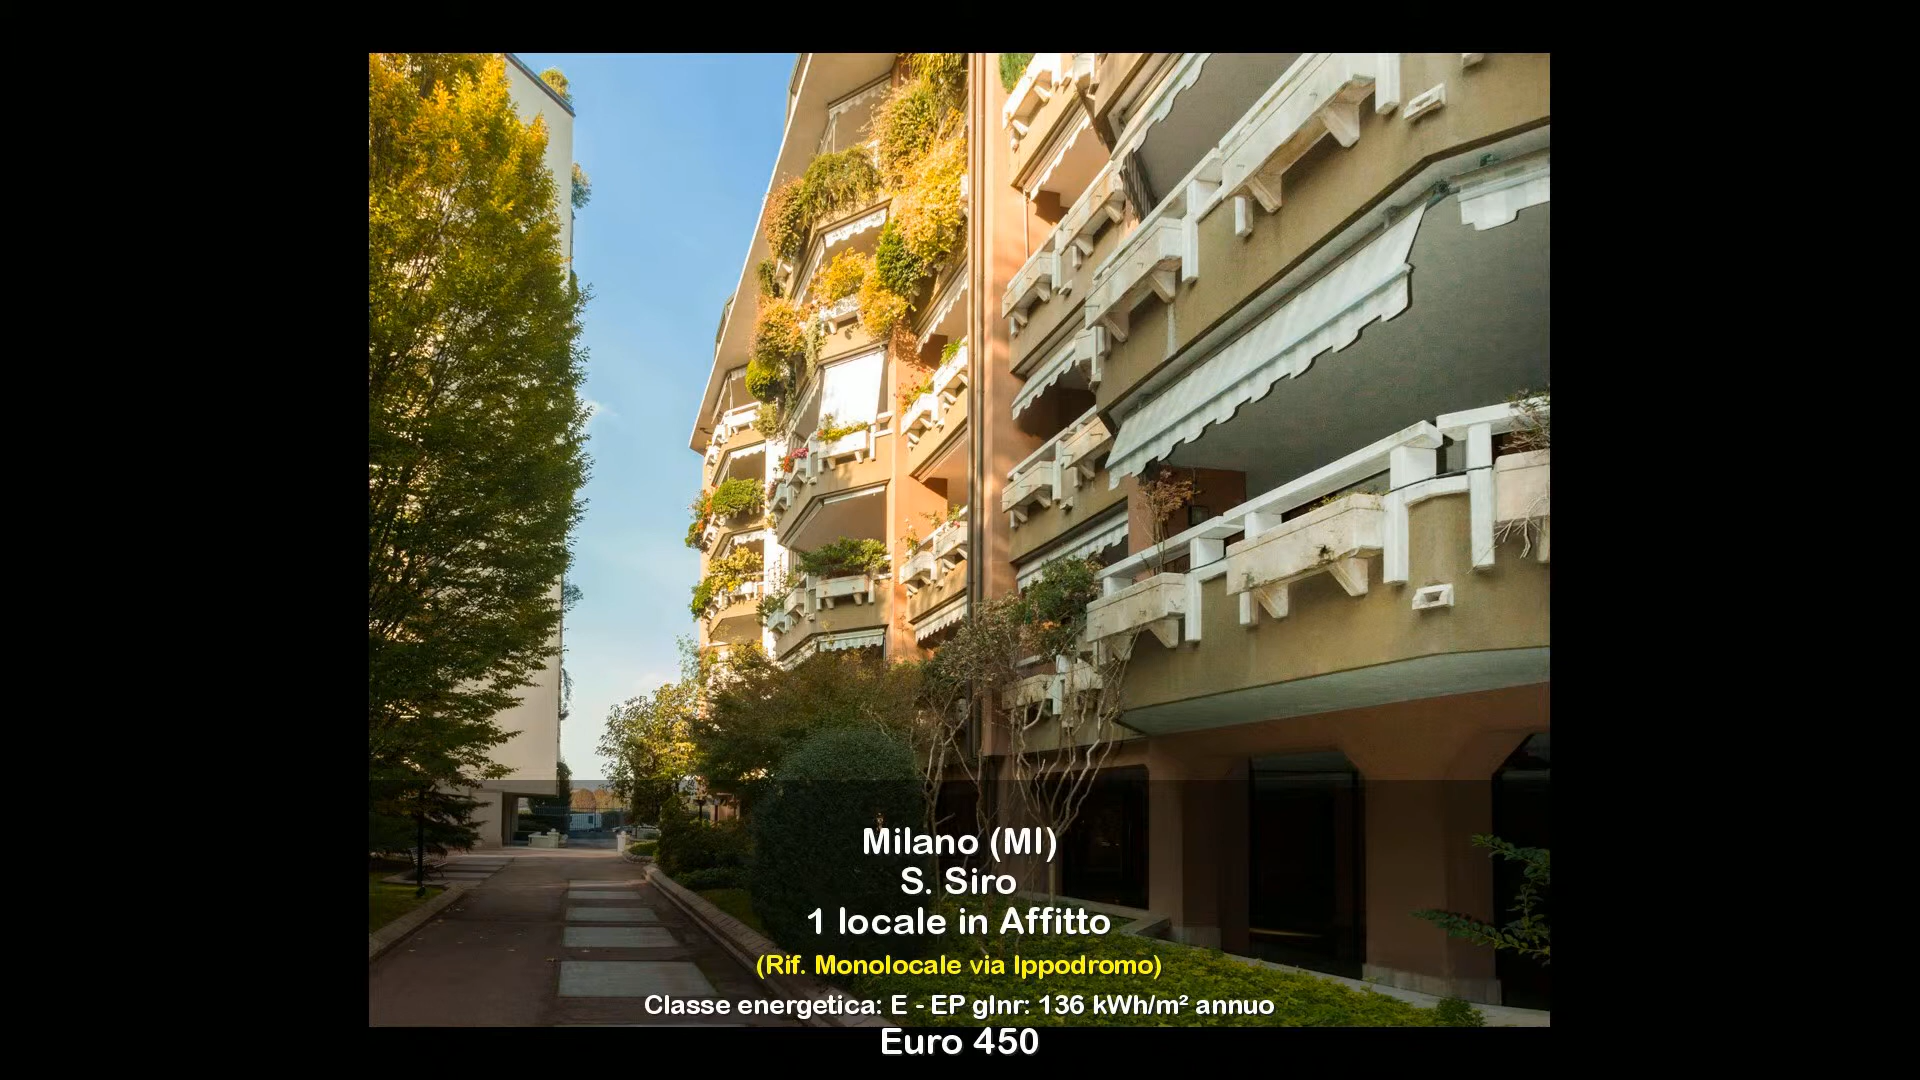 Milano (MI)
S. Siro
1 locale in Affitto
(Rif. Monolocale via Ippodromo)
Classe energetica: E - EP glnr: 136 kWh/m² annuo
Euro 450